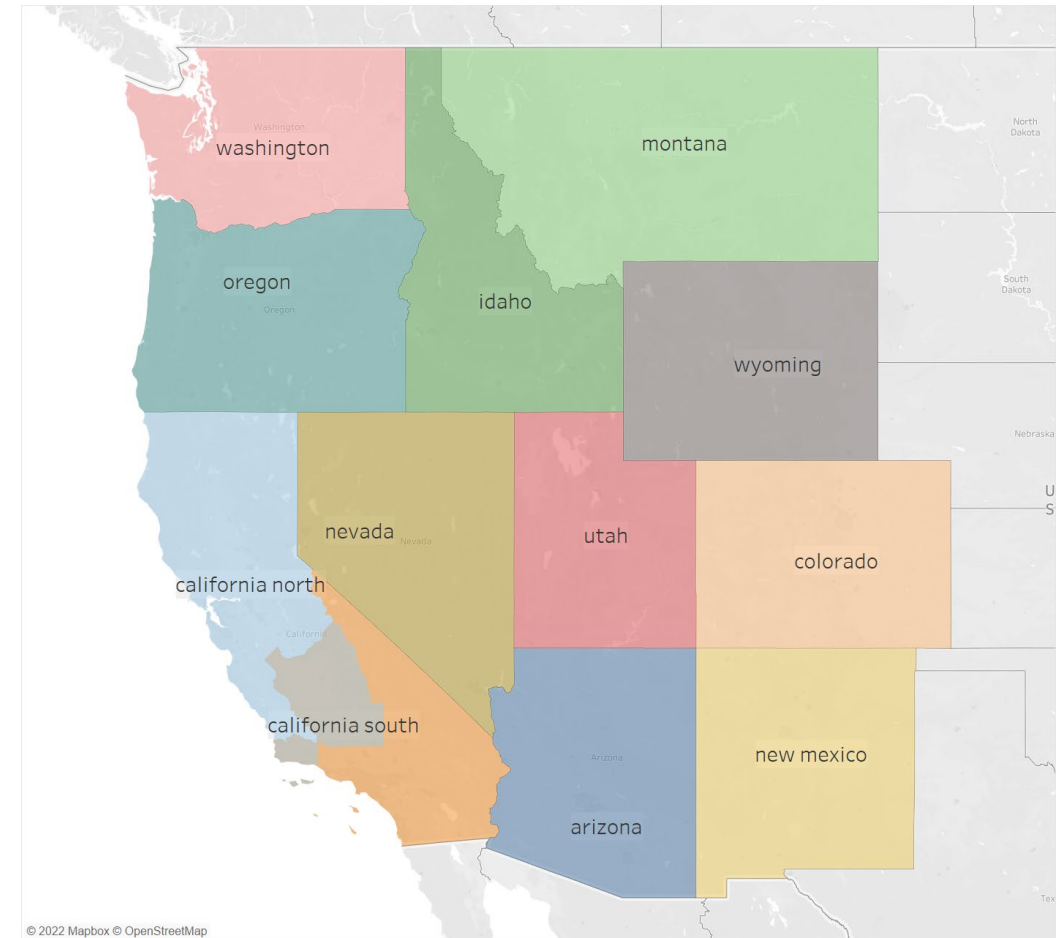 North
Dakota
Washington
washington
montana
South
Dakota
oregon
Oregon
idaho
wyoming
Nebraska
U
S
nevada
Nevada
utah
colorado
california north
California
california south
Arizona
new mexico
arizona
Tex
© 2022 Mapbox © OpenStreetMap